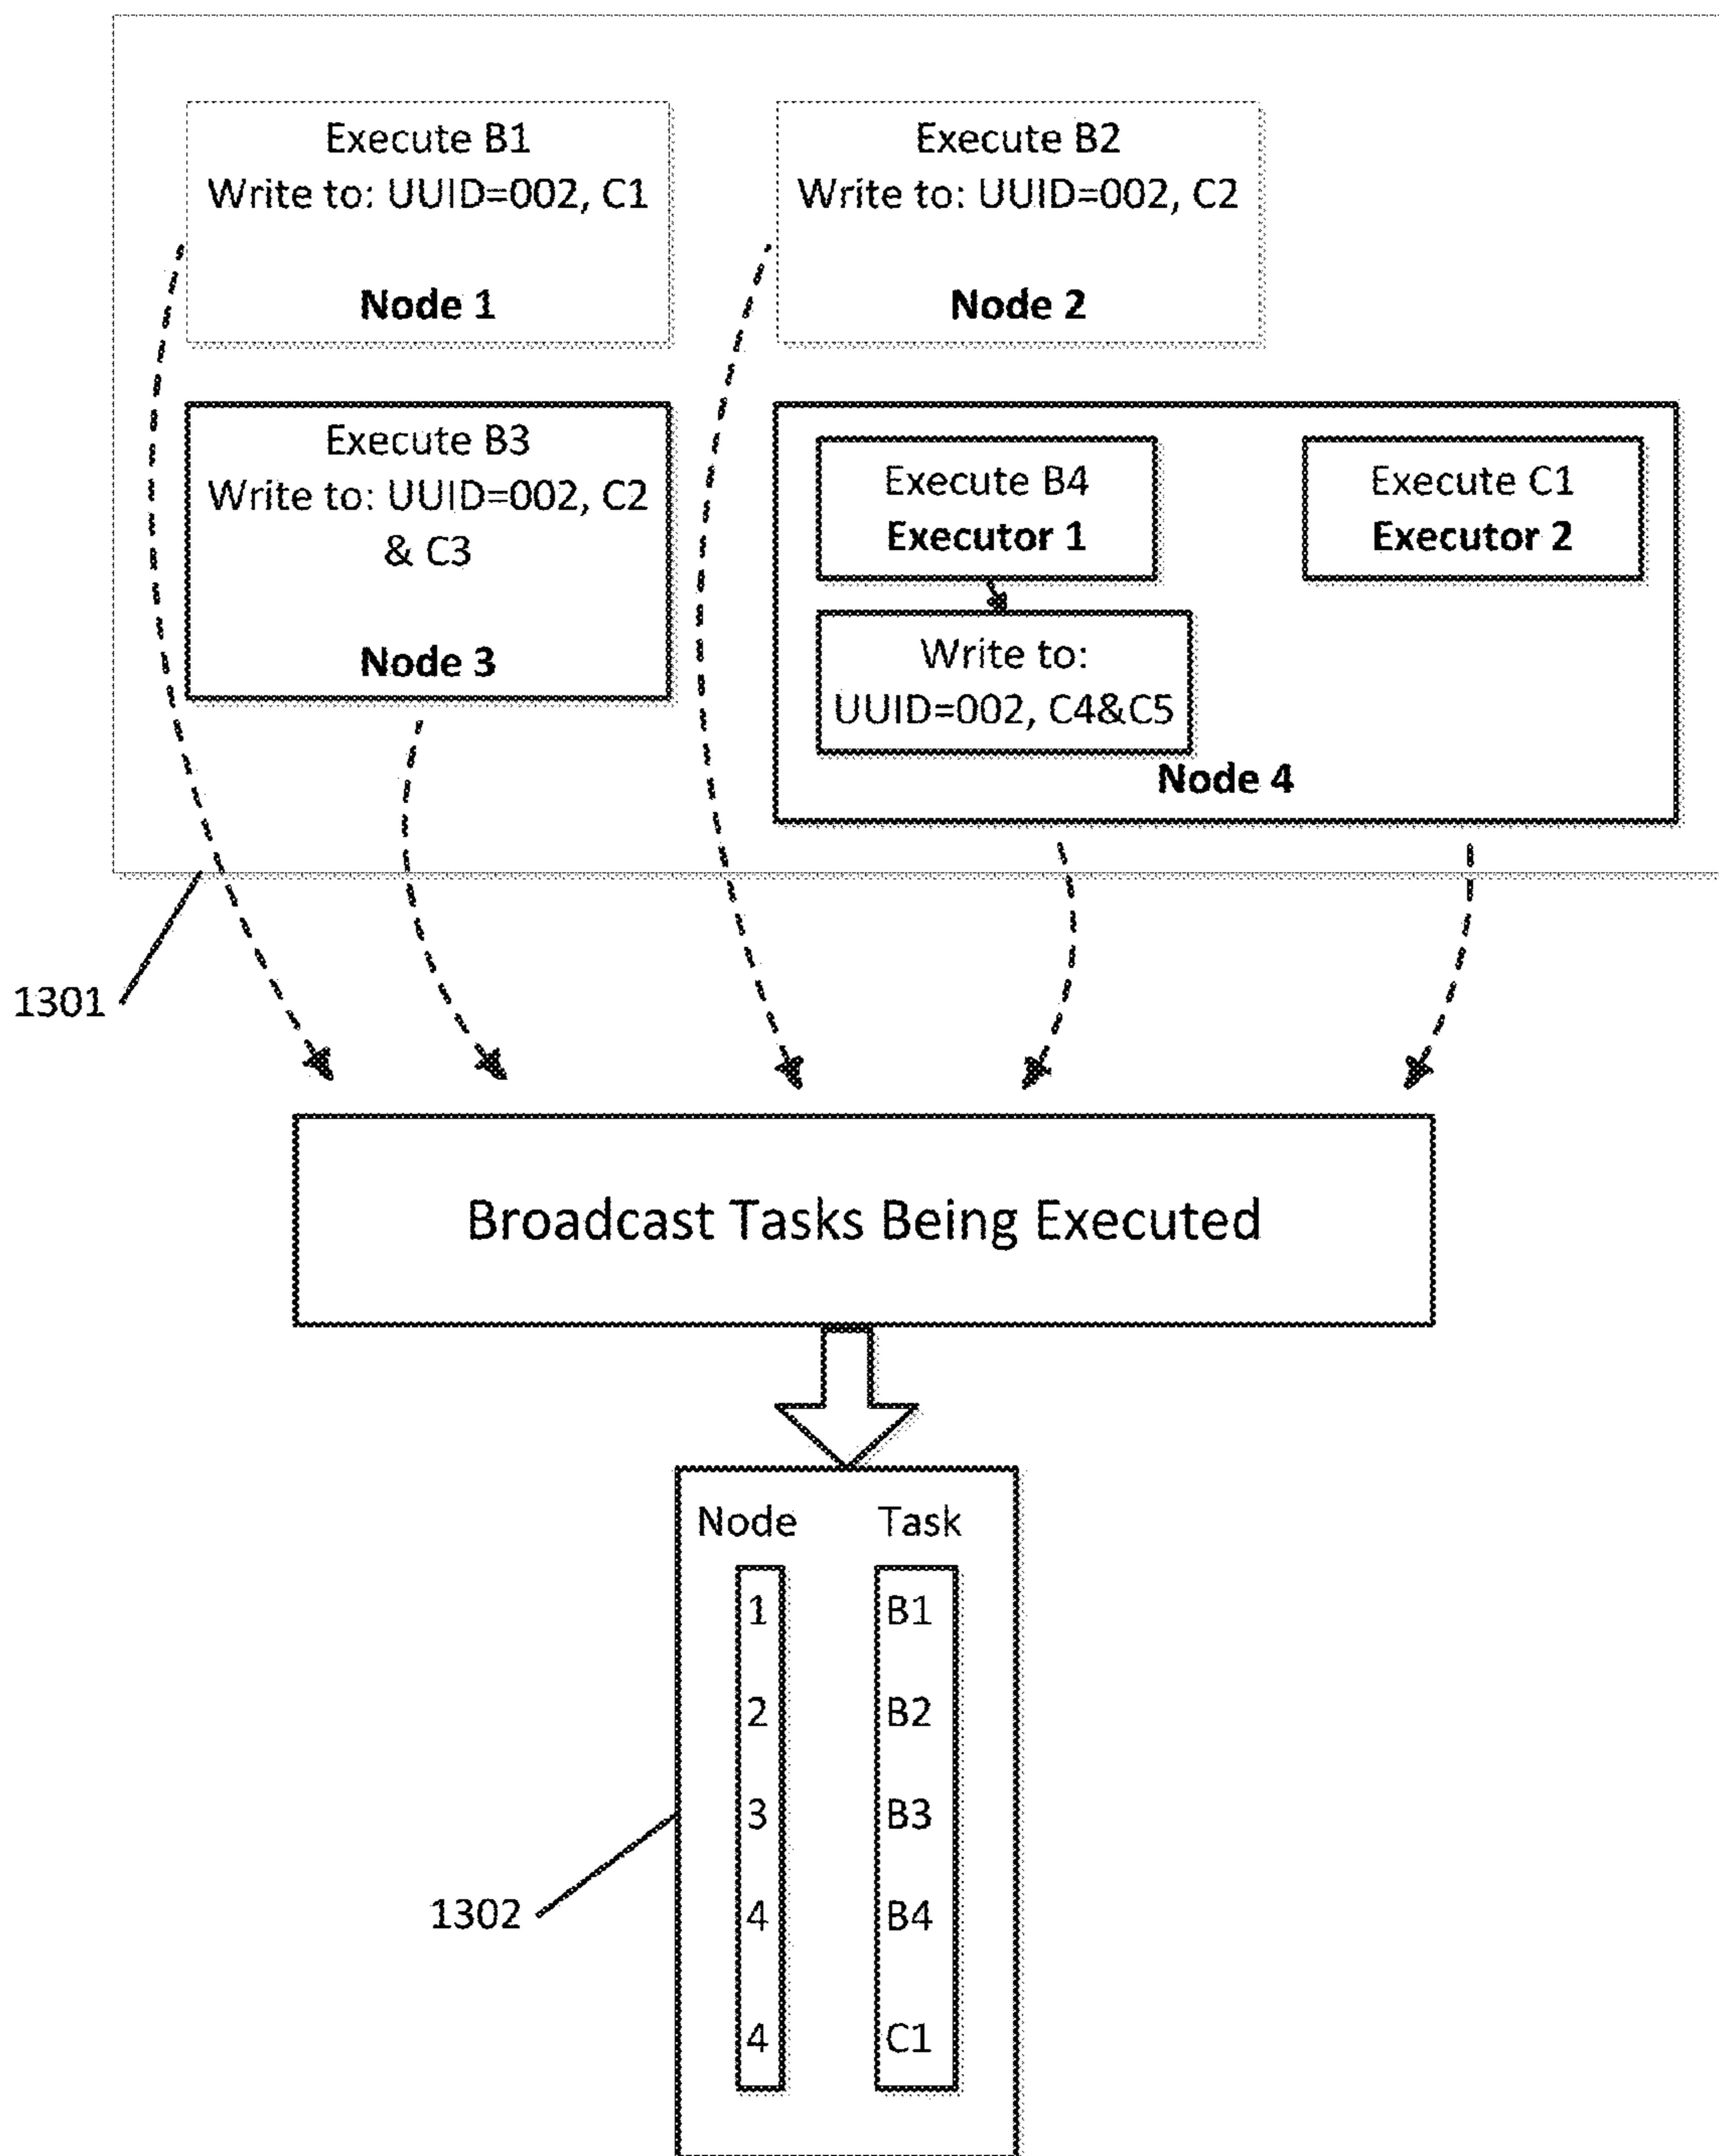 Execute B1
Write to: UUID=002, C1
Node 1
Execute B2
Write to: UUID=002, C2
Node 2
Execute B3
Write to: UUID=002, C2
& C3
Node 3
Execute B4
Executor 1
Execute C1
Executor 2
Write to:
UUID=002, C4&C5
Node 4
1301
Broadcast Tasks Being Executed
Node Task
1 B1
2 B2
3 B3
4 B4
4 C1
1302